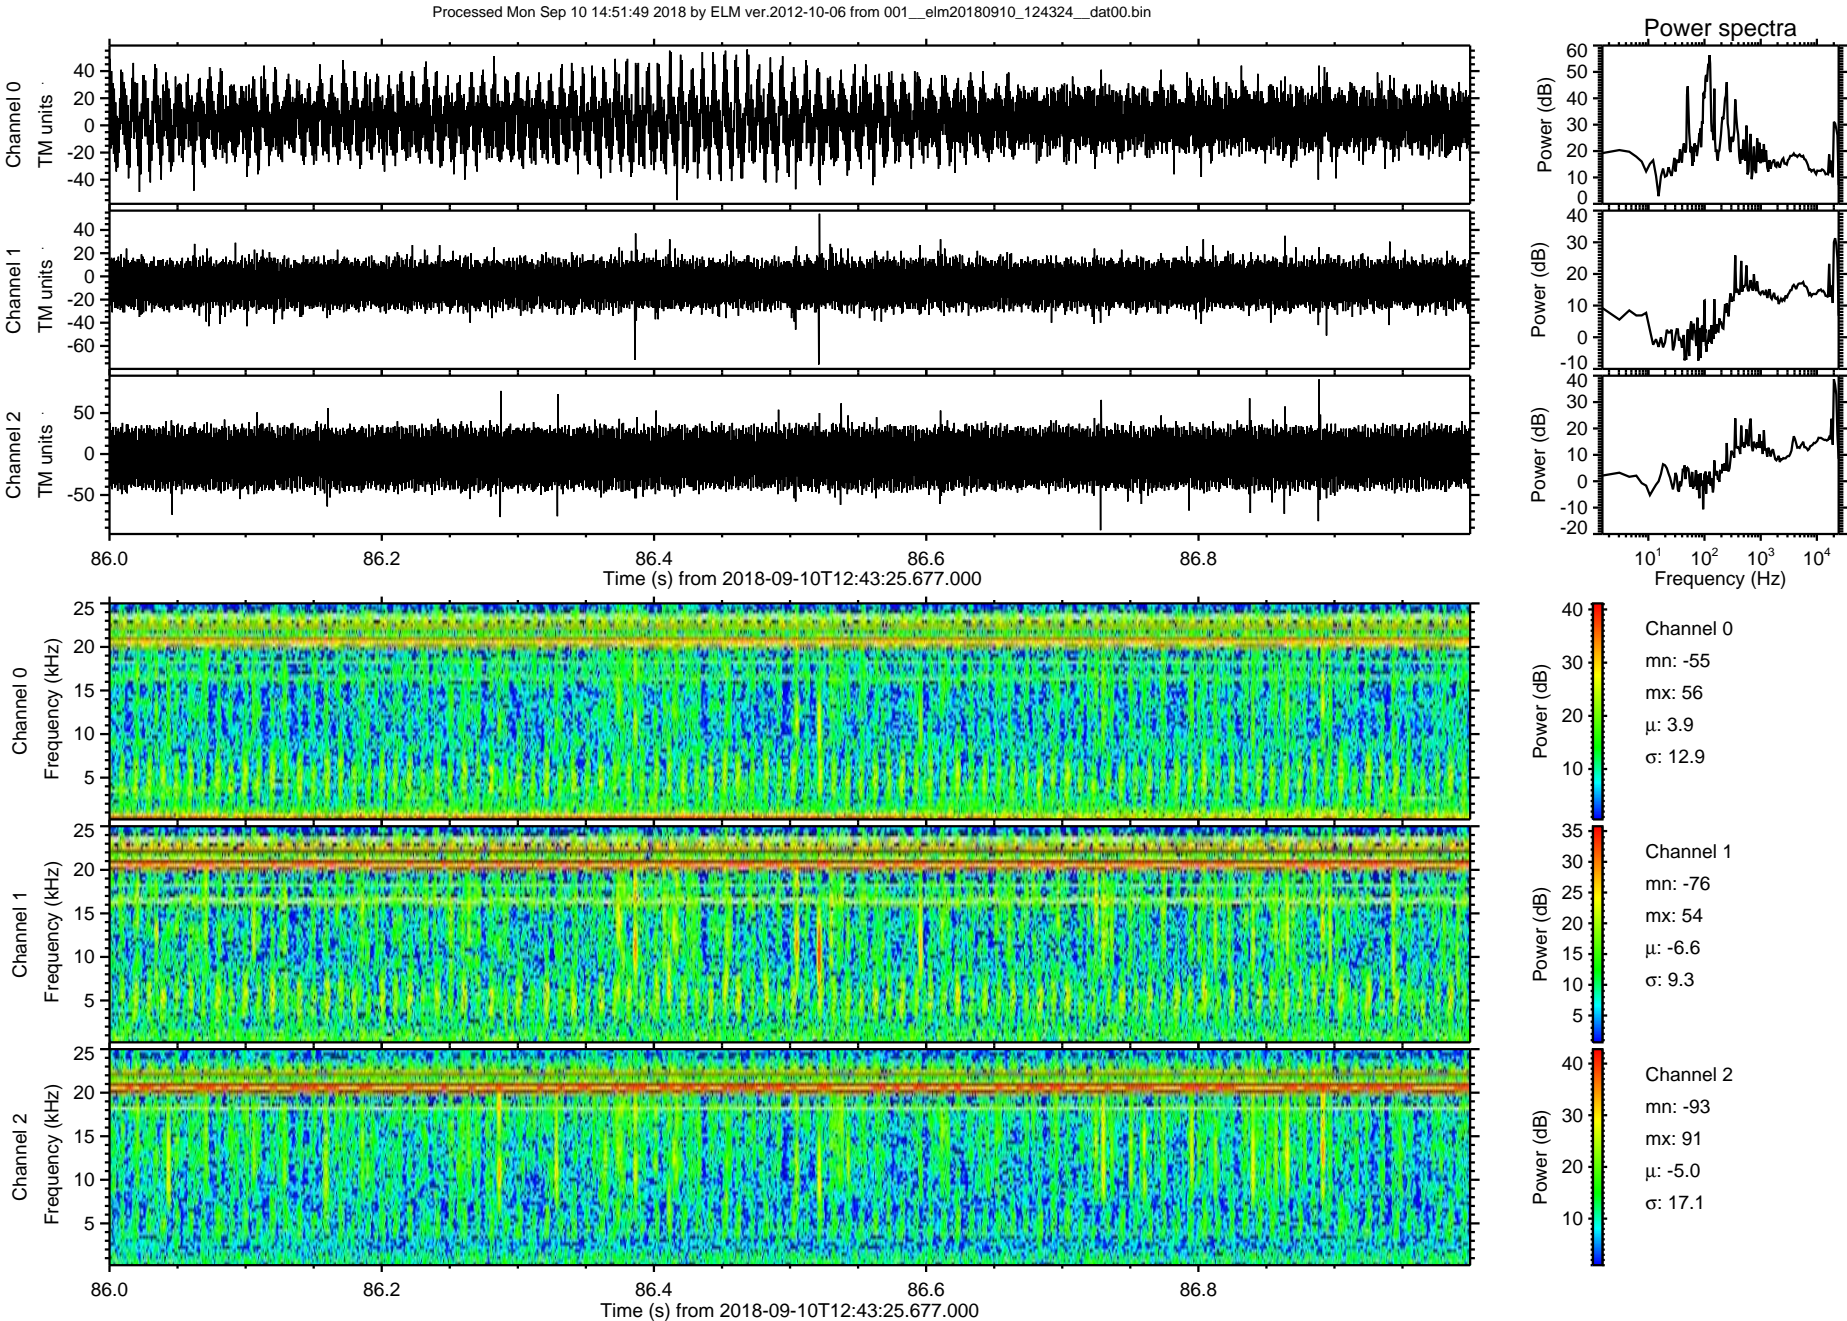 Processed Mon Sep 10 14:51:49 2018 by ELM ver.2012-10-06 from 001__elm20180910_124324__dat00.bin
Power spectra
Channel 0
TM units
40
20
0
-20
-40
Power (dB)
60
50
40
30
20
10
0
Channel 1
TM units
40
20
0
-20
-40
-60
Power (dB)
40
30
20
10
0
-10
Channel 2
TM units
50
0
-50
Power (dB)
40
30
20
10
0
-10
-20
86.0 86.2 86.4 86.6 86.8
Time (s) from 2018-09-10T12:43:25.677.000
10^1 10^2 10^3 10^4
Frequency (Hz)
Channel 0
Frequency (kHz)
25
20
15
10
5
Power (dB)
40
30
20
10
Channel 0
mn: -55
mx: 56
μ: 3.9
σ: 12.9
Channel 1
Frequency (kHz)
25
20
15
10
5
Power (dB)
35
30
25
20
15
10
5
Channel 1
mn: -76
mx: 54
μ: -6.6
σ: 9.3
Channel 2
Frequency (kHz)
25
20
15
10
5
Power (dB)
40
30
20
10
Channel 2
mn: -93
mx: 91
μ: -5.0
σ: 17.1
86.0 86.2 86.4 86.6 86.8
Time (s) from 2018-09-10T12:43:25.677.000